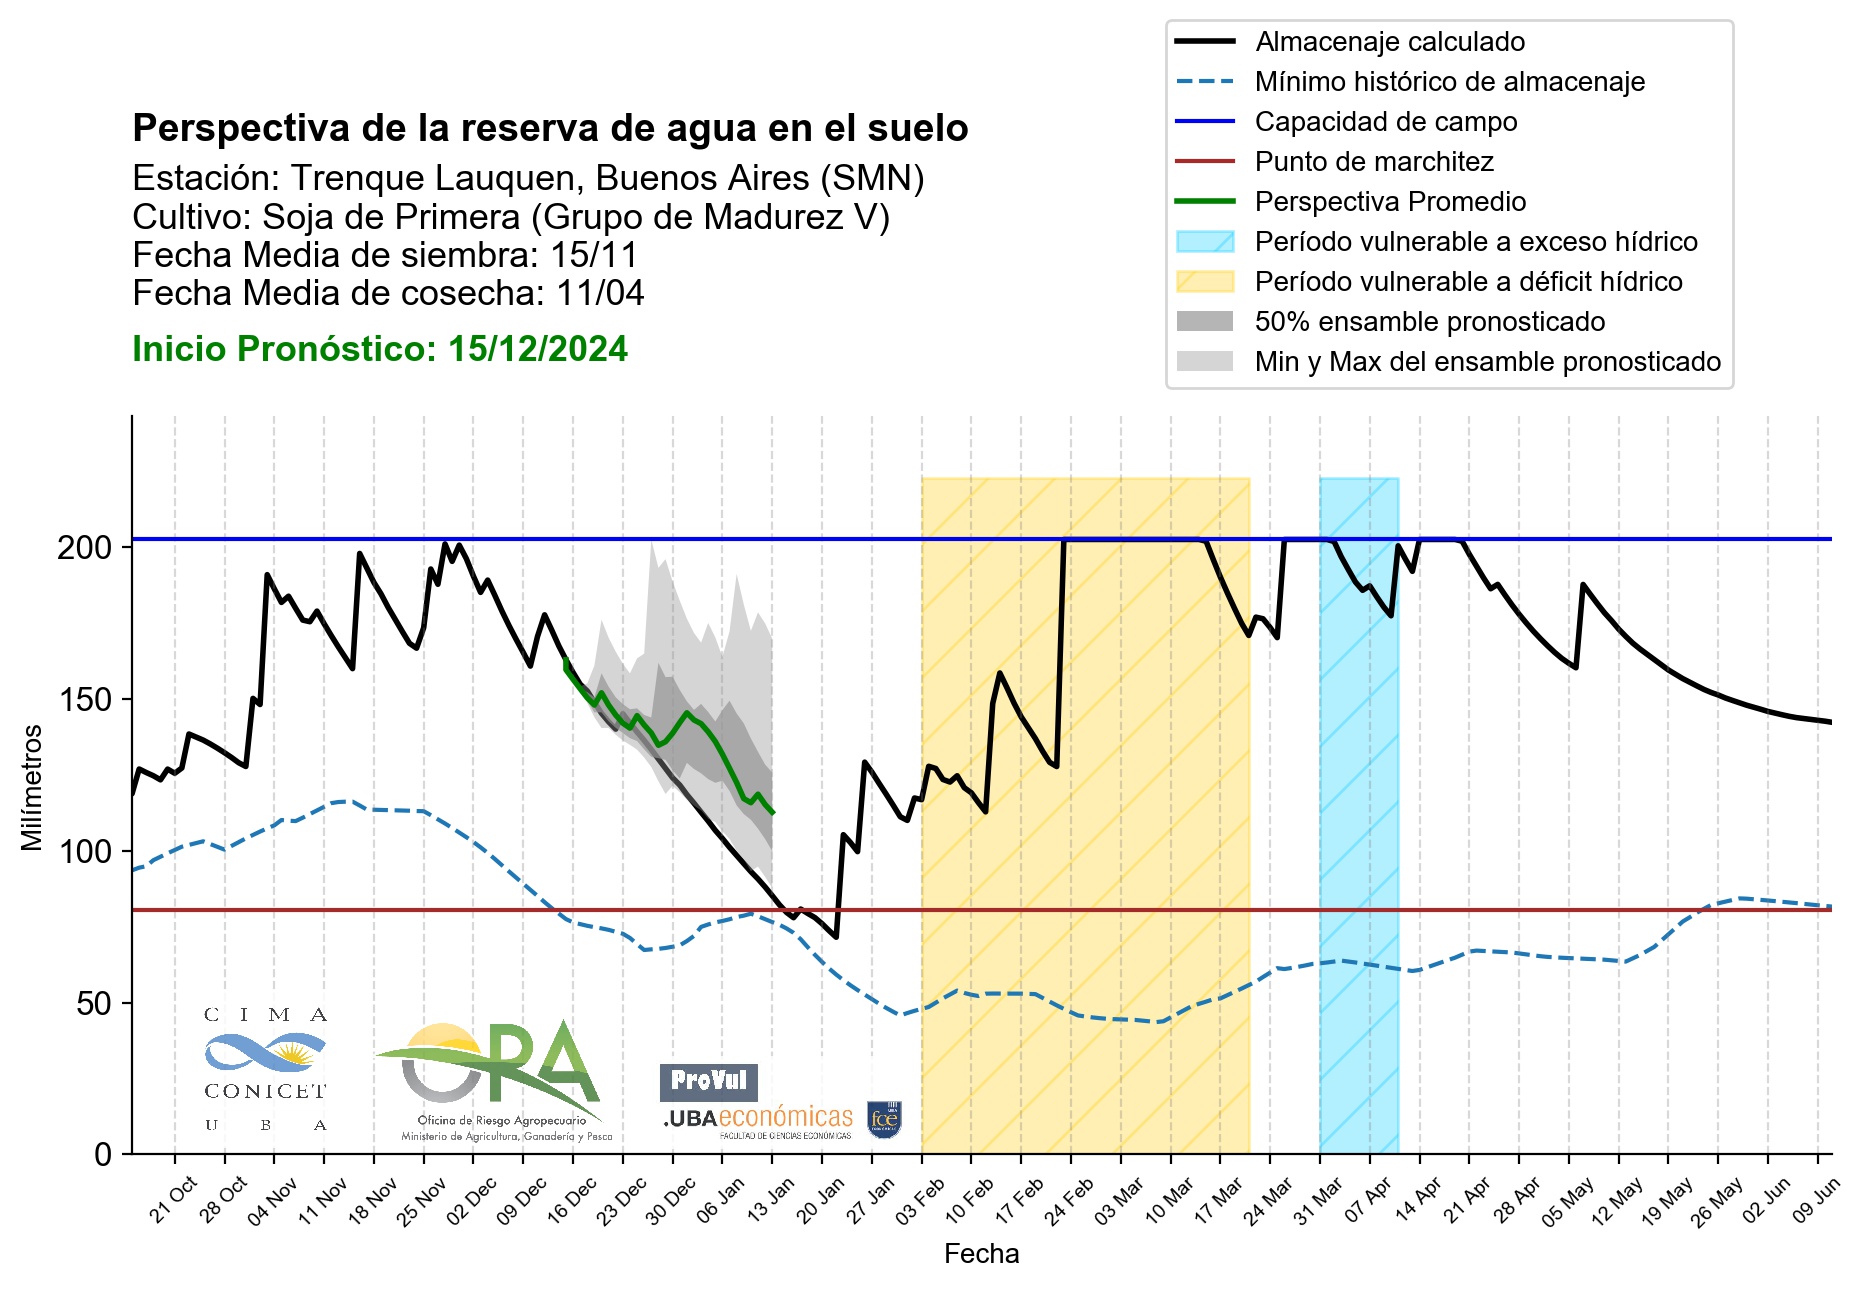 Almacenaje calculado
Mínimo histórico de almacenaje
Capacidad de campo
Punto de marchitez
Perspectiva Promedio
Período vulnerable a exceso hídrico
Período vulnerable a déficit hídrico
50% ensamble pronosticado
Min y Max del ensamble pronosticado
Perspectiva de la reserva de agua en el suelo
Estación: Trenque Lauquen, Buenos Aires (SMN)
Cultivo: Soja de Primera (Grupo de Madurez V)
Fecha Media de siembra: 15/11
Fecha Media de cosecha: 11/04
Inicio Pronóstico: 15/12/2024
Milímetros
200
150
100
50
0
CIMA
CONICET
UBA
ORA
Oficina de Riesgo Agropecuario
Ministerio de Agricultura, Ganadería y Pesca
ProVul
.UBAeconómicas
FACULTAD DE CIENCIAS ECONÓMICAS
UBA
fce
ECONÓMICAS
21 Oct
28 Oct
04 Nov
11 Nov
18 Nov
25 Nov
02 Dec
09 Dec
16 Dec
23 Dec
30 Dec
06 Jan
13 Jan
20 Jan
27 Jan
03 Feb
10 Feb
17 Feb
24 Feb
03 Mar
10 Mar
17 Mar
24 Mar
31 Mar
07 Apr
14 Apr
21 Apr
28 Apr
05 May
12 May
19 May
26 May
02 Jun
09 Jun
Fecha